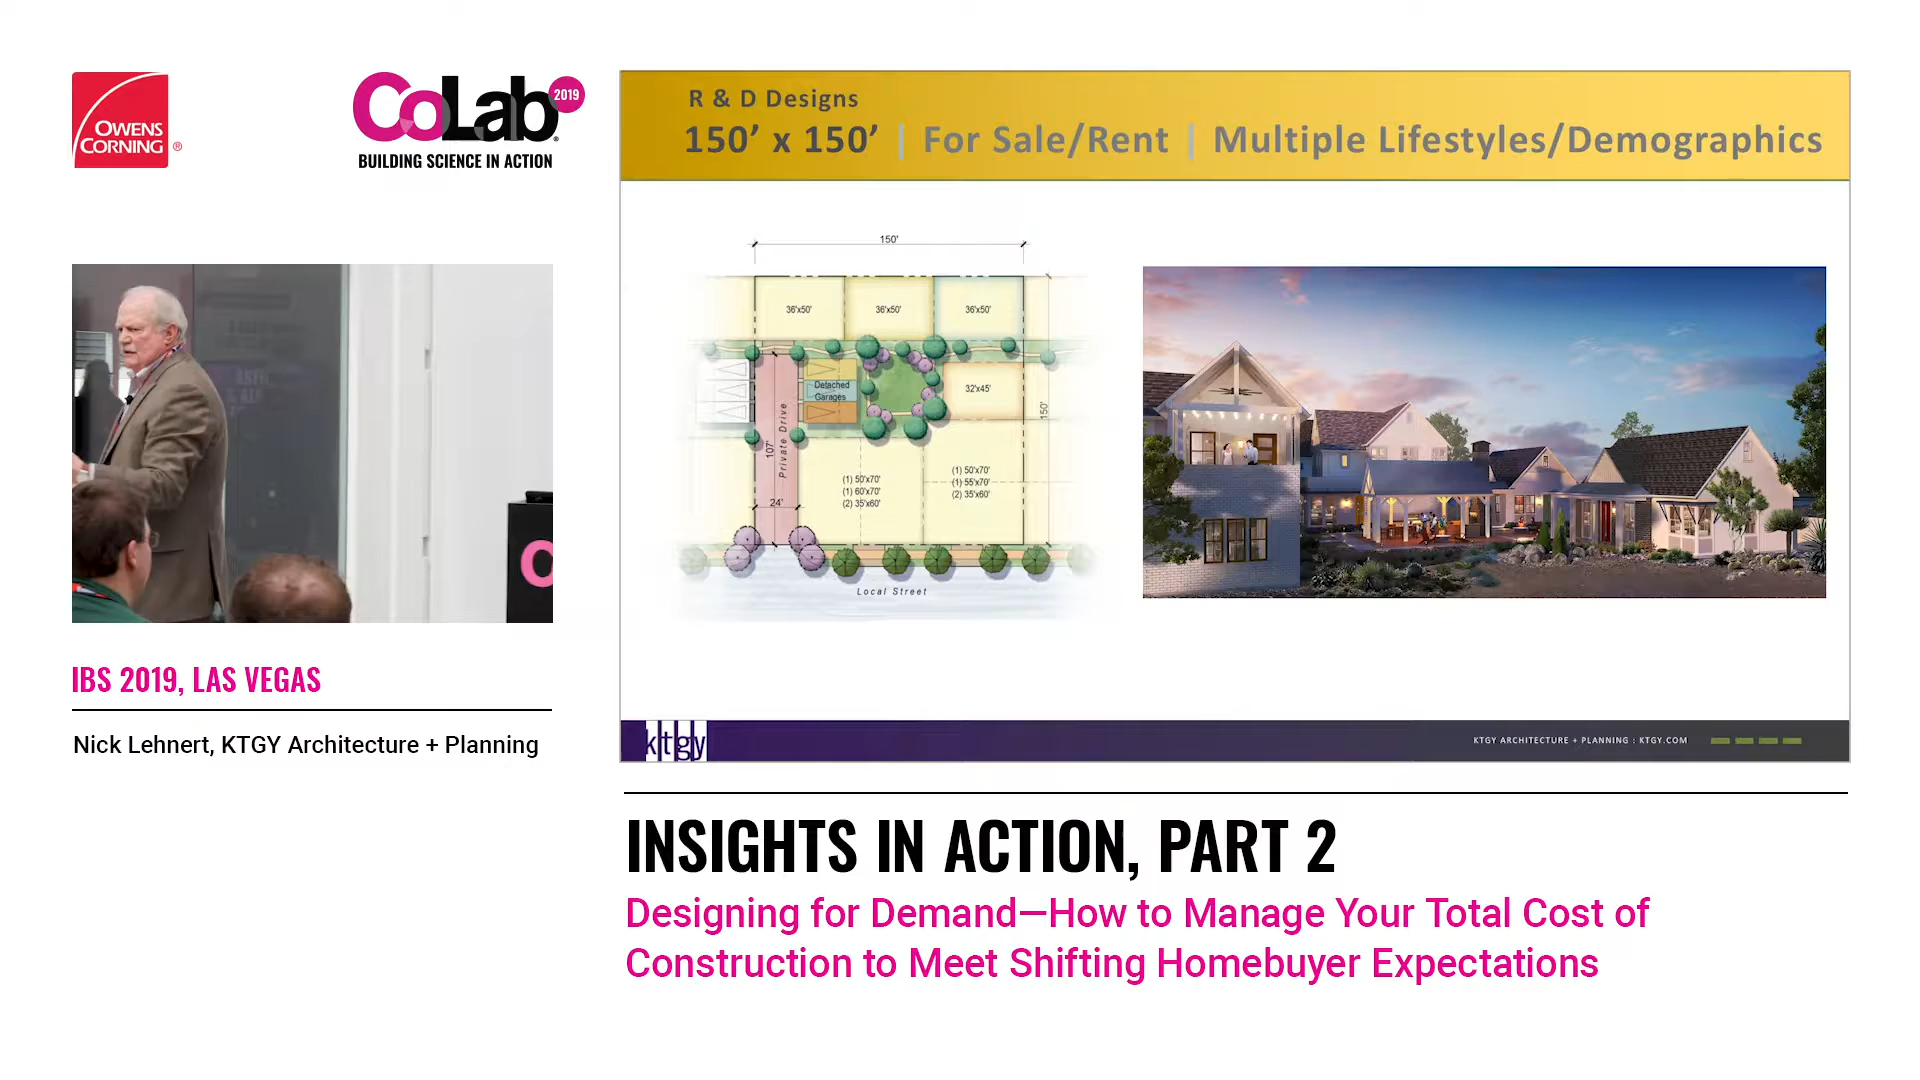 OWENS
CORNING ®
CoLab 2019
BUILDING SCIENCE IN ACTION
IBS 2019, LAS VEGAS
Nick Lehnert, KTGY Architecture + Planning
R & D Designs
150’ x 150’ | For Sale/Rent | Multiple Lifestyles/Demographics
150'
36'x50'
36'x50'
36'x50'
Detached
Garages
32'x45'
150'
Private Drive
107'
(1) 50'x70'
(1) 60'x70'
(2) 35'x60'
(1) 50'x70'
(1) 55'x70'
(2) 35'x60'
24'
Local Street
ktgy
KTGY ARCHITECTURE + PLANNING : KTGY.COM
INSIGHTS IN ACTION, PART 2
Designing for Demand—How to Manage Your Total Cost of
Construction to Meet Shifting Homebuyer Expectations